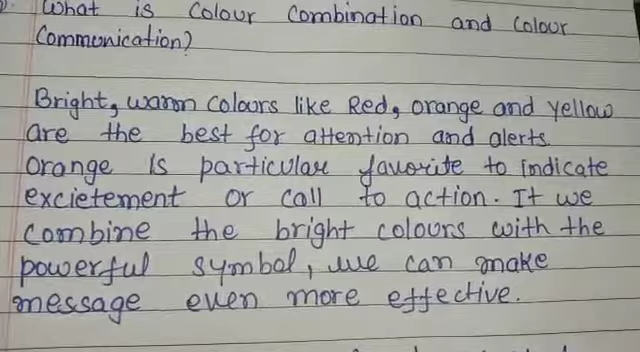 What is Colour Combination and Colour
Communication?
Bright, warm colours like Red, orange and yellow
are the best for attention and alerts.
orange is particular favorite to indicate
excietement or call to action. It we
combine the bright colours with the
powerful symbol, we can make
message even more effective.